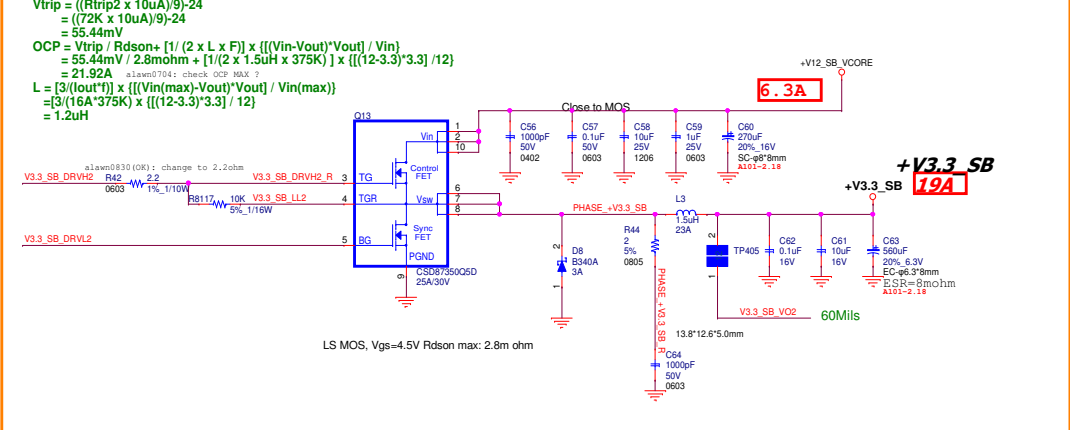 Vtrip = ((Rtrip2 x 10uA)/9)-24
= ((72K x 10uA)/9)-24
= 55.44mV
OCP = Vtrip / Rdson+ [1/ (2 x L x F)] x {[(Vin-Vout)*Vout] / Vin}
= 55.44mV / 2.8mohm + [1/(2 x 1.5uH x 375K) ] x {[(12-3.3)*3.3] /12}
= 21.92A alawn0704: check OCP MAX ?
L = [3/(Iout*f)] x {[(Vin(max)-Vout)*Vout] / Vin(max)}
=[3/(16A*375K) x {[(12-3.3)*3.3] / 12}
= 1.2uH
+V12_SB_VCORE
6.3A
Close to MOS
C56
1000pF
50V
0402
C57
0.1uF
50V
0603
C58
10uF
25V
1206
C59
1uF
25V
0603
C60
270uF
20%_16V
SC-φ8*8mm
A101-2.18
Q13
Vin
1
2
10
Control
FET
TG
3
TGR
4
Vsw
6
7
8
Sync
FET
BG
5
PGND
9
CSD87350Q5D
25A/30V
alawn0830(OK): change to 2.2ohm
V3.3_SB_DRVH2
R42
0603
2.2
1%_1/10W
V3.3_SB_DRVH2_R
R8117
10K
5%_1/16W
V3.3_SB_LL2
V3.3_SB_DRVL2
PHASE_+V3.3_SB
L3
1.5uH
23A
+V3.3_SB
19A
+V3.3_SB
D8
B340A
3A
2
1
R44
2
5%
0805
PHASE_+V3.3_SB_R
C64
1000pF
50V
0603
2
TP405
1
C62
0.1uF
16V
C61
10uF
16V
C63
560uF
20%_6.3V
EC-φ6.3*8mm
ESR=8mohm
A101-2.18
V3.3_SB_VO2
60Mils
13.8*12.6*5.0mm
LS MOS, Vgs=4.5V Rdson max: 2.8m ohm